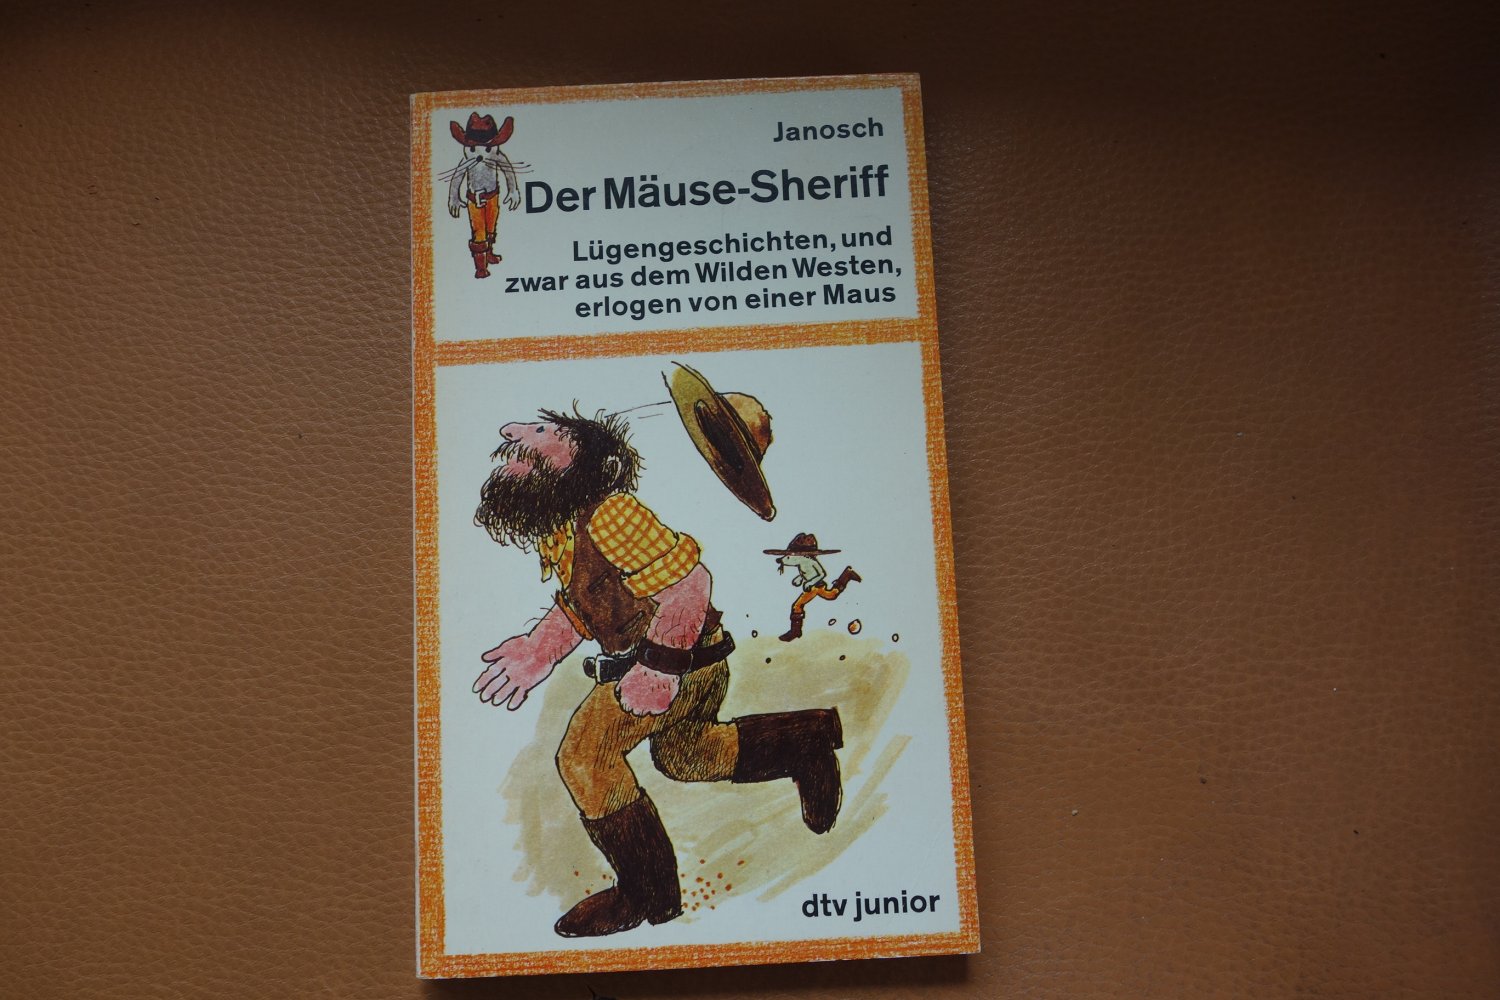 Janosch
Der Mäuse-Sheriff
Lügengeschichten, und
zwar aus dem Wilden Westen,
erlogen von einer Maus
dtv junior